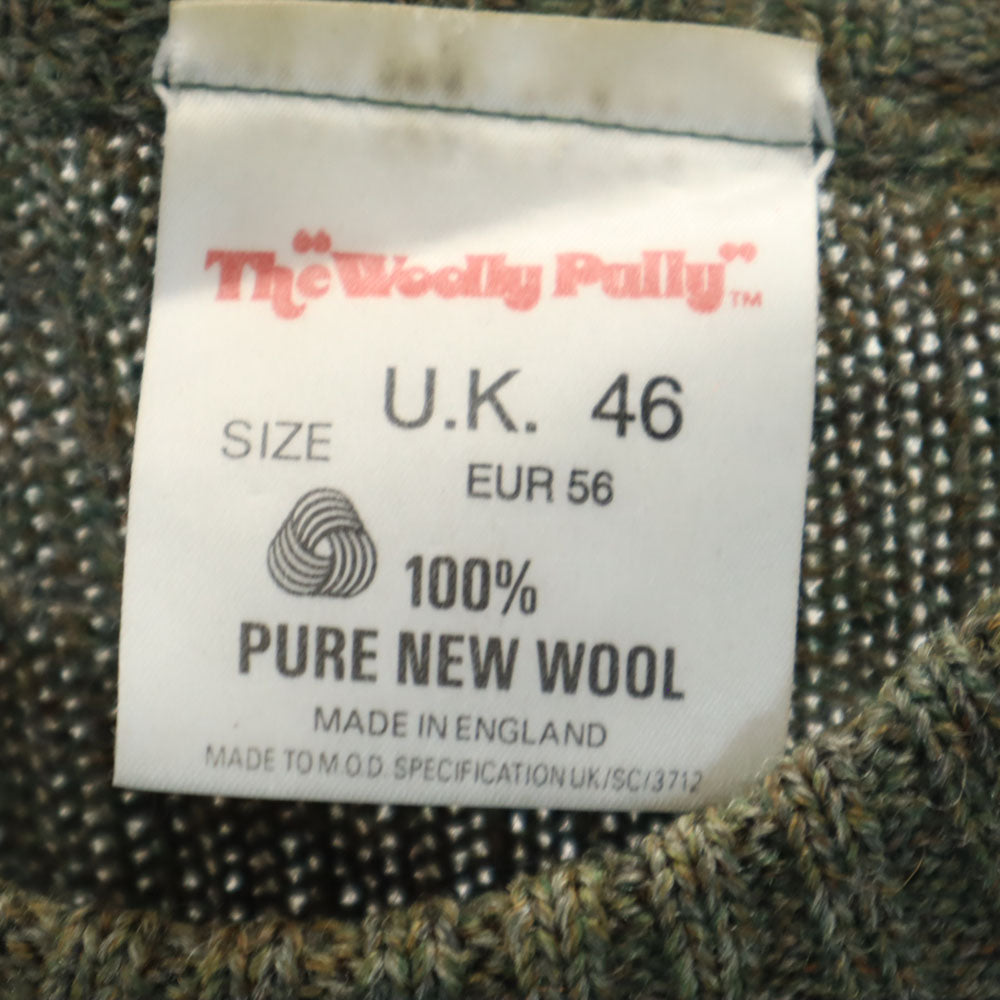 The "Woolly Pully"™
U.K. 46
SIZE
EUR 56
100%
PURE NEW WOOL
MADE IN ENGLAND
MADE TO M.O.D. SPECIFICATION UK/SC/3712